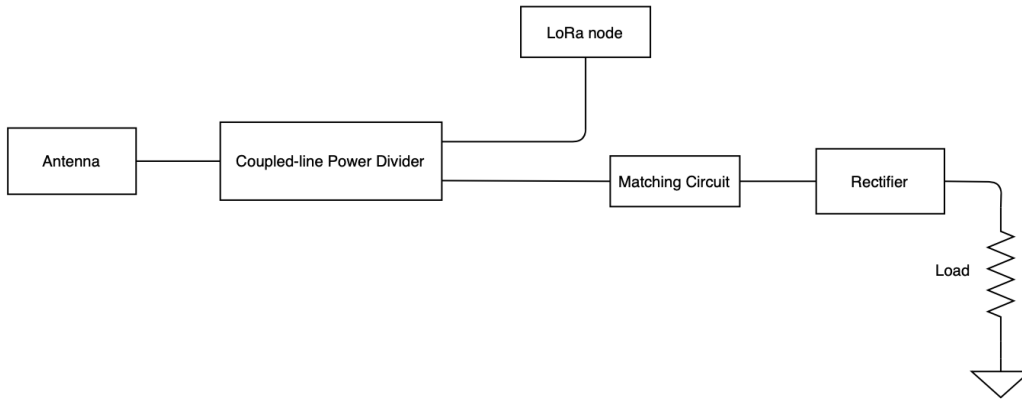 LoRa node
Antenna
Coupled-line Power Divider
Matching Circuit
Rectifier
Load